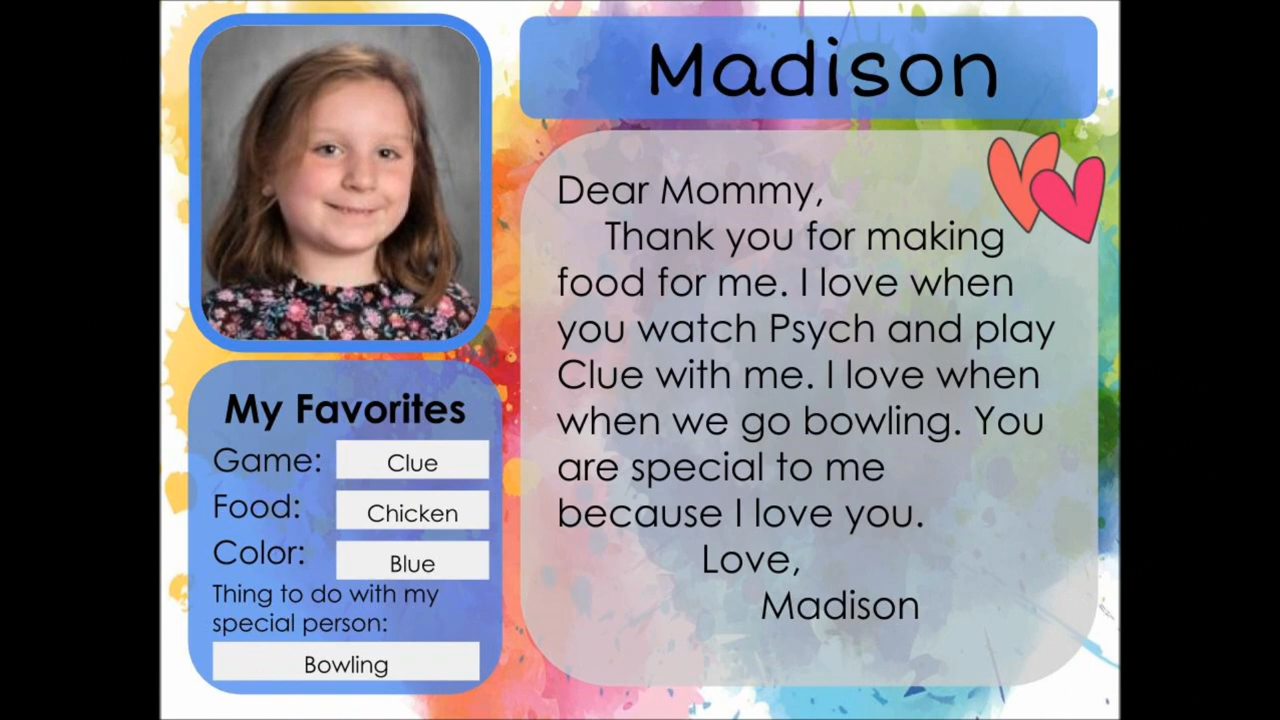 Madison
Dear Mommy,
Thank you for making
food for me. I love when
you watch Psych and play
Clue with me. I love when
when we go bowling. You
are special to me
because I love you.
Love,
Madison
My Favorites
Game: Clue
Food: Chicken
Color: Blue
Thing to do with my
special person:
Bowling